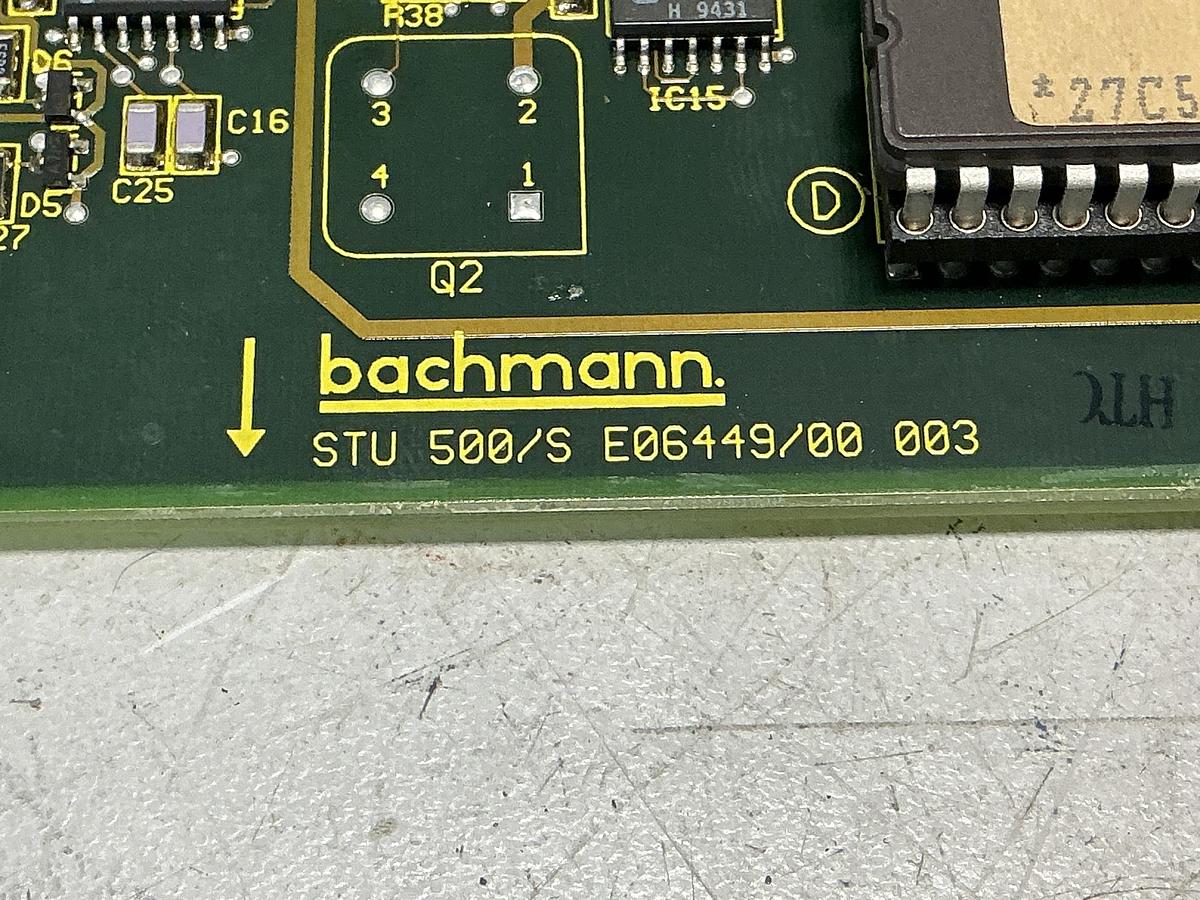 R38
H 9431
D6
3
2
IC15
*27C5
C16
4
1
D
C25
D5
27
Q2
bachmann.
STU 500/S E06449/00 003